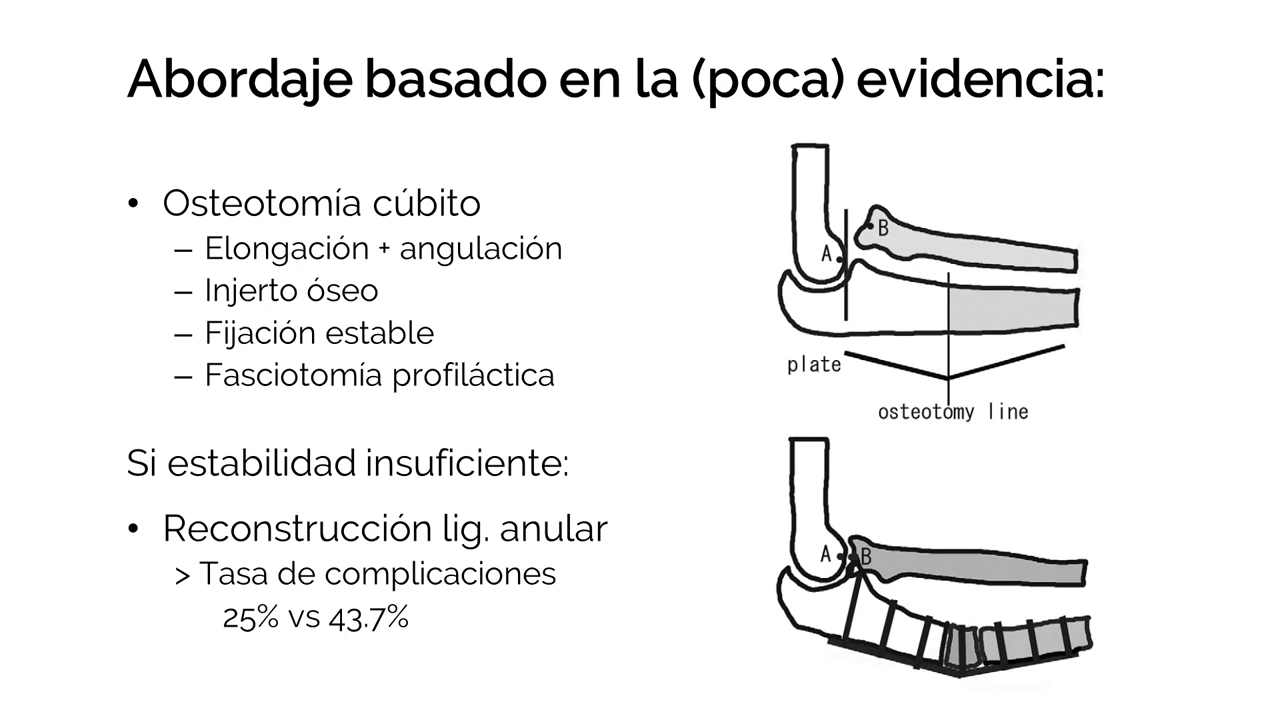 Abordaje basado en la (poca) evidencia:
• Osteotomía cúbito
– Elongación + angulación
– Injerto óseo
– Fijación estable
– Fasciotomía profiláctica
Si estabilidad insuficiente:
• Reconstrucción lig. anular
> Tasa de complicaciones
25% vs 43.7%
B
A
plate
osteotomy line
A B